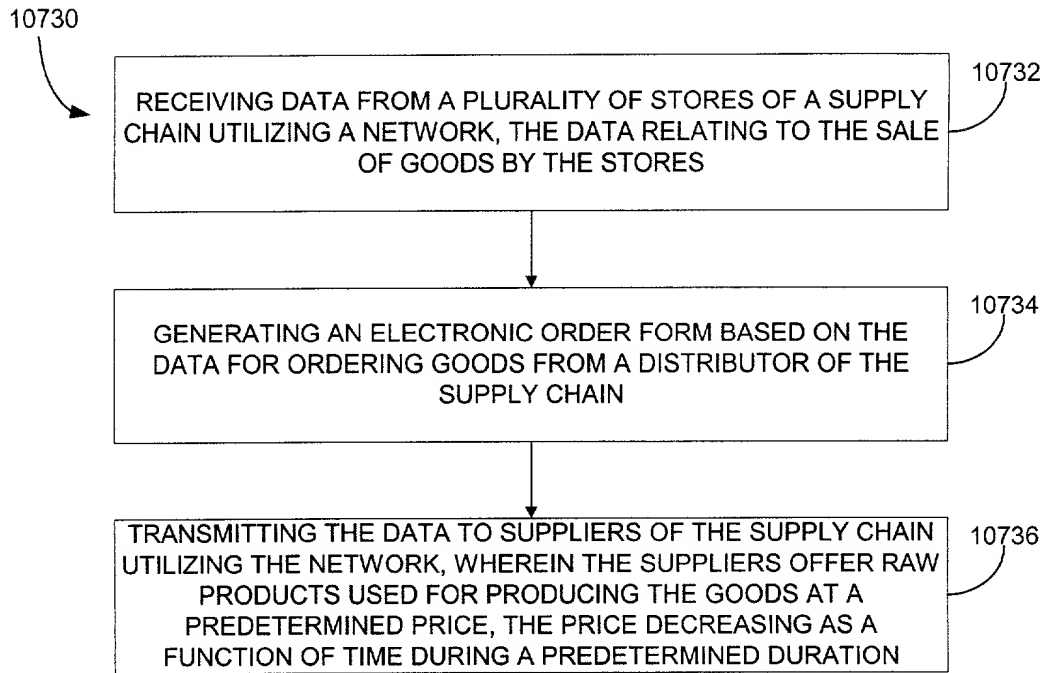 10730
10732
RECEIVING DATA FROM A PLURALITY OF STORES OF A SUPPLY
CHAIN UTILIZING A NETWORK, THE DATA RELATING TO THE SALE
OF GOODS BY THE STORES
10734
GENERATING AN ELECTRONIC ORDER FORM BASED ON THE
DATA FOR ORDERING GOODS FROM A DISTRIBUTOR OF THE
SUPPLY CHAIN
10736
TRANSMITTING THE DATA TO SUPPLIERS OF THE SUPPLY CHAIN
UTILIZING THE NETWORK, WHEREIN THE SUPPLIERS OFFER RAW
PRODUCTS USED FOR PRODUCING THE GOODS AT A
PREDETERMINED PRICE, THE PRICE DECREASING AS A
FUNCTION OF TIME DURING A PREDETERMINED DURATION